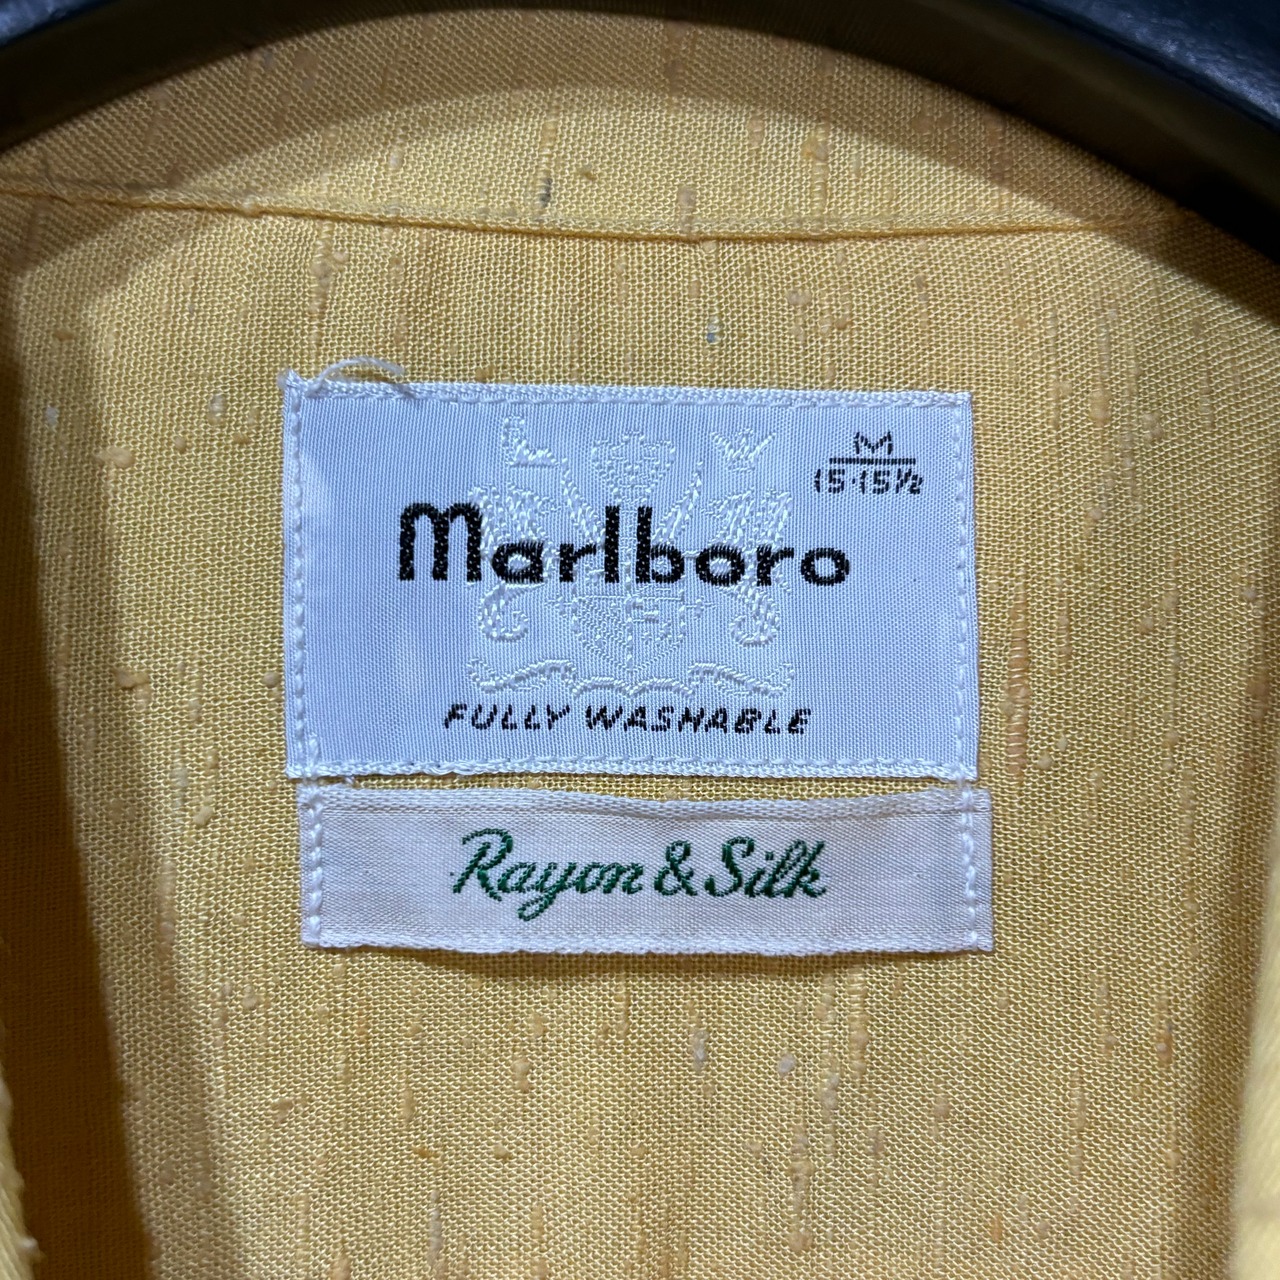 M
15·15½
Marlboro
FULLY WASHABLE
Rayon & Silk